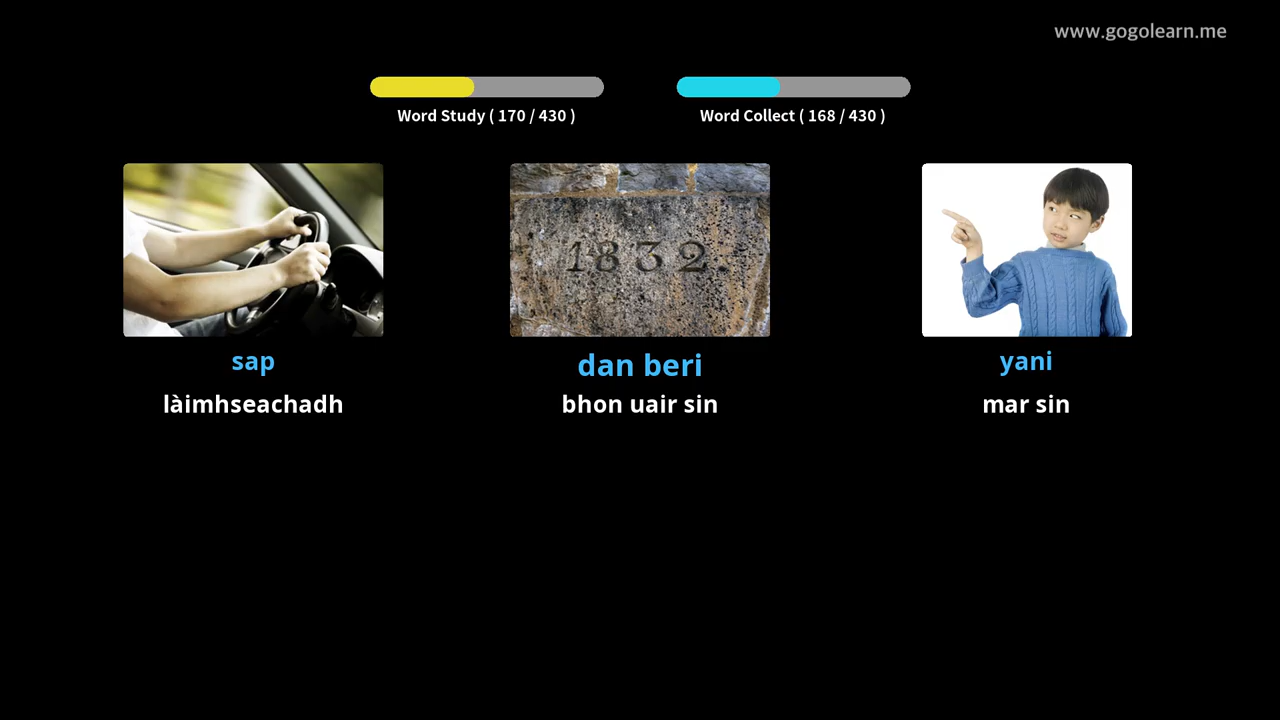 www.gogolearn.me
Word Study ( 170 / 430 )
Word Collect ( 168 / 430 )
1832.
sap
dan beri
yani
làimhseachadh
bhon uair sin
mar sin